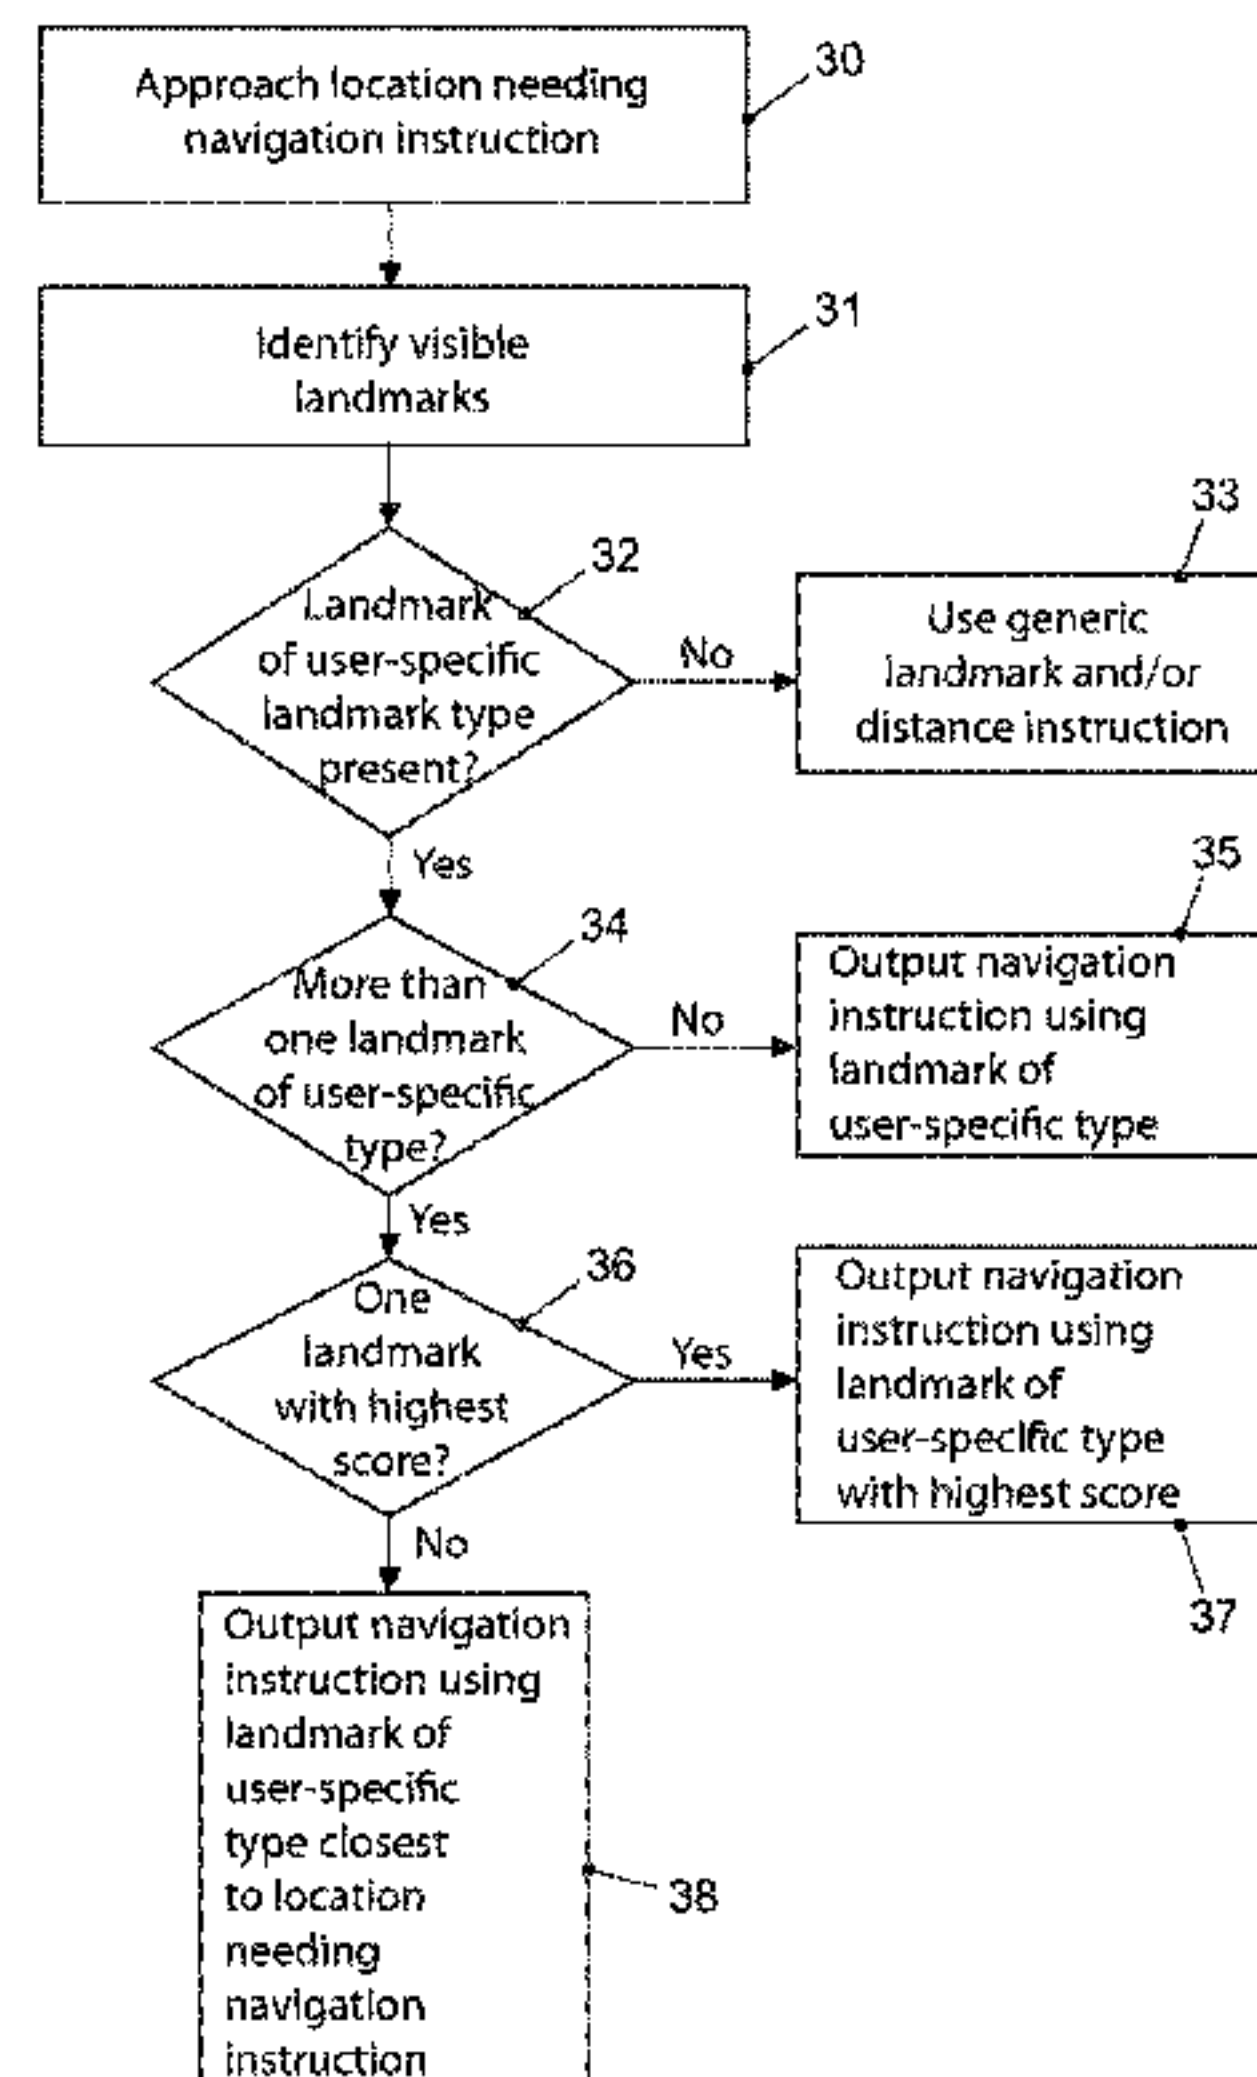 Approach location needing
navigation instruction
30
Identify visible
landmarks
31
Landmark
of user-specific
landmark type
present?
32
No
33
Use generic
landmark and/or
distance instruction
Yes
More than
one landmark
of user-specific
type?
34
No
35
Output navigation
instruction using
landmark of
user-specific type
Yes
One
landmark
with highest
score?
36
Yes
Output navigation
instruction using
landmark of
user-specific type
with highest score
37
No
Output navigation
instruction using
landmark of
user-specific
type closest
to location
needing
navigation
instruction
38